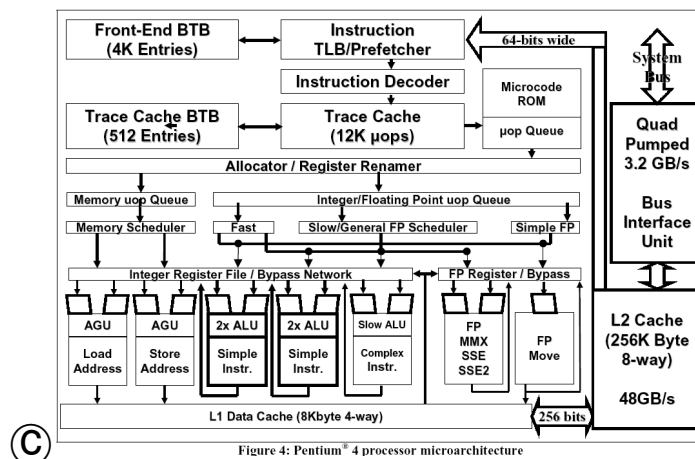 Front-End BTB
(4K Entries)
Instruction
TLB/Prefetcher
64-bits wide
System
Bus
Instruction Decoder
Microcode
ROM
Trace Cache BTB
(512 Entries)
Trace Cache
(12K µops)
µop Queue
Quad
Pumped
3.2 GB/s
Bus
Interface
Unit
Allocator / Register Renamer
Memory uop Queue
Integer/Floating Point uop Queue
Memory Scheduler
Fast
Slow/General FP Scheduler
Simple FP
Integer Register File / Bypass Network
FP Register / Bypass
AGU
Load
Address
AGU
Store
Address
2x ALU
Simple
Instr.
2x ALU
Simple
Instr.
Slow ALU
Complex
Instr.
FP
MMX
SSE
SSE2
FP
Move
L2 Cache
(256K Byte
8-way)
48GB/s
L1 Data Cache (8Kbyte 4-way)
256 bits
©
Figure 4: Pentium® 4 processor microarchitecture